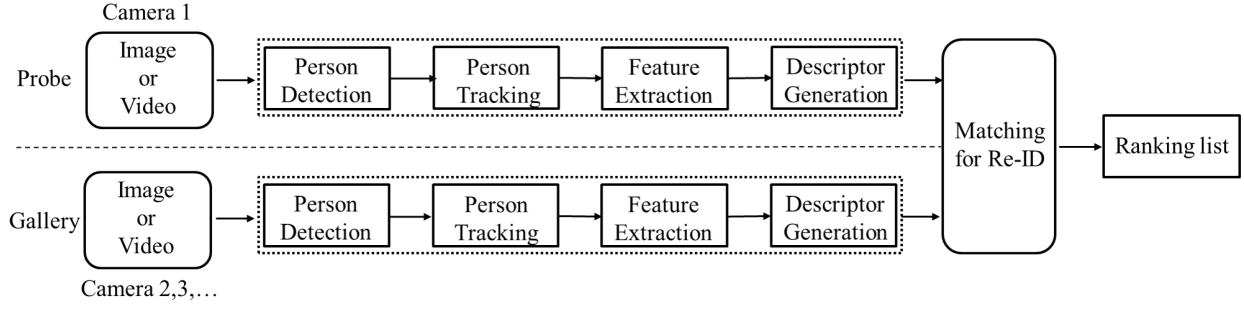 Camera 1
Probe
Image
or
Video
Person
Detection
Person
Tracking
Feature
Extraction
Descriptor
Generation
Matching
for Re-ID
Ranking list
Gallery
Image
or
Video
Person
Detection
Person
Tracking
Feature
Extraction
Descriptor
Generation
Camera 2,3,…